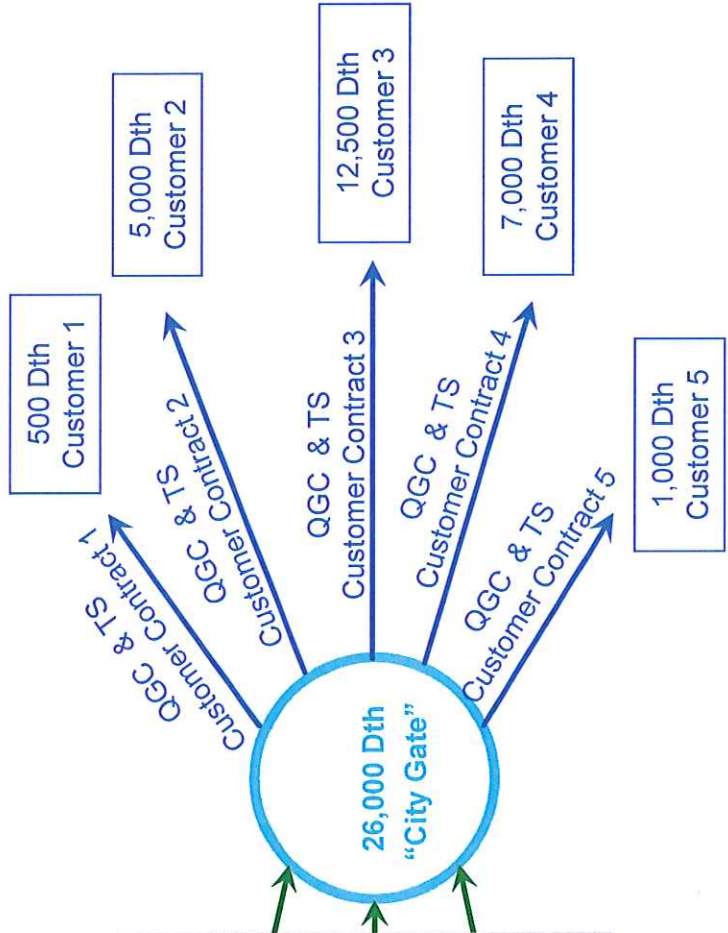 500 Dth
Customer 1
5,000 Dth
Customer 2
12,500 Dth
Customer 3
7,000 Dth
Customer 4
1,000 Dth
Customer 5
QGC & TS
Customer Contract 1
QGC & TS
Customer Contract 2
QGC & TS
Customer Contract 3
QGC & TS
Customer Contract 4
QGC & TS
Customer Contract 5
26,000 Dth
“City Gate”